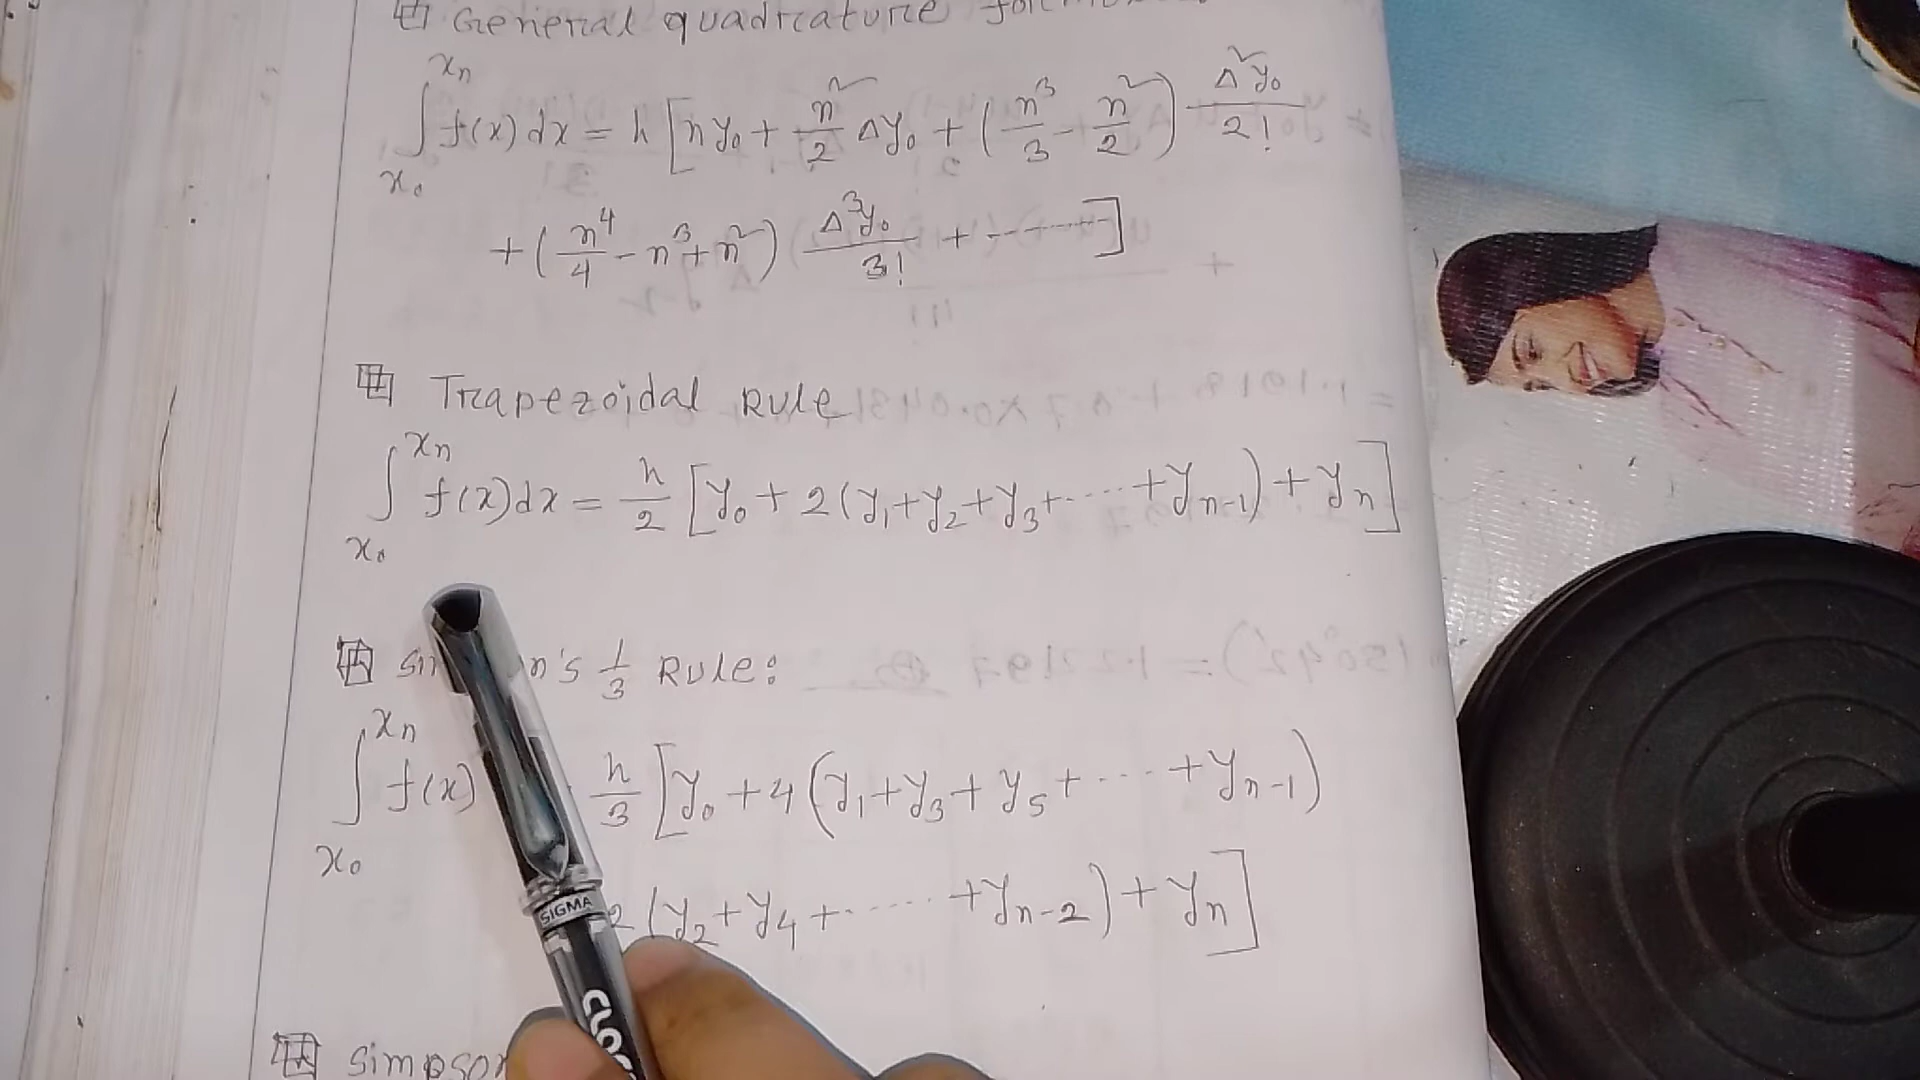 General quadrature
∫_{x₀}^{xₙ} f(x) dx = h [ny₀ + n²/2 Δy₀ + (n³/3 - n²/2) Δ²y₀/2!
+ (n⁴/4 - n³ + n²) Δ³y₀/3! + ------]
Trapezoidal Rule
∫_{x₀}^{xₙ} f(x)dx = h/2 [y₀ + 2(y₁+y₂+y₃+.....+yₙ₋₁) + yₙ]
n's 1/3 Rule:
∫_{x₀}^{xₙ} f(x) h/3 [y₀ + 4(y₁+y₃+y₅+....+yₙ₋₁)
2(y₂+y₄+......+yₙ₋₂) + yₙ]
SIGMA